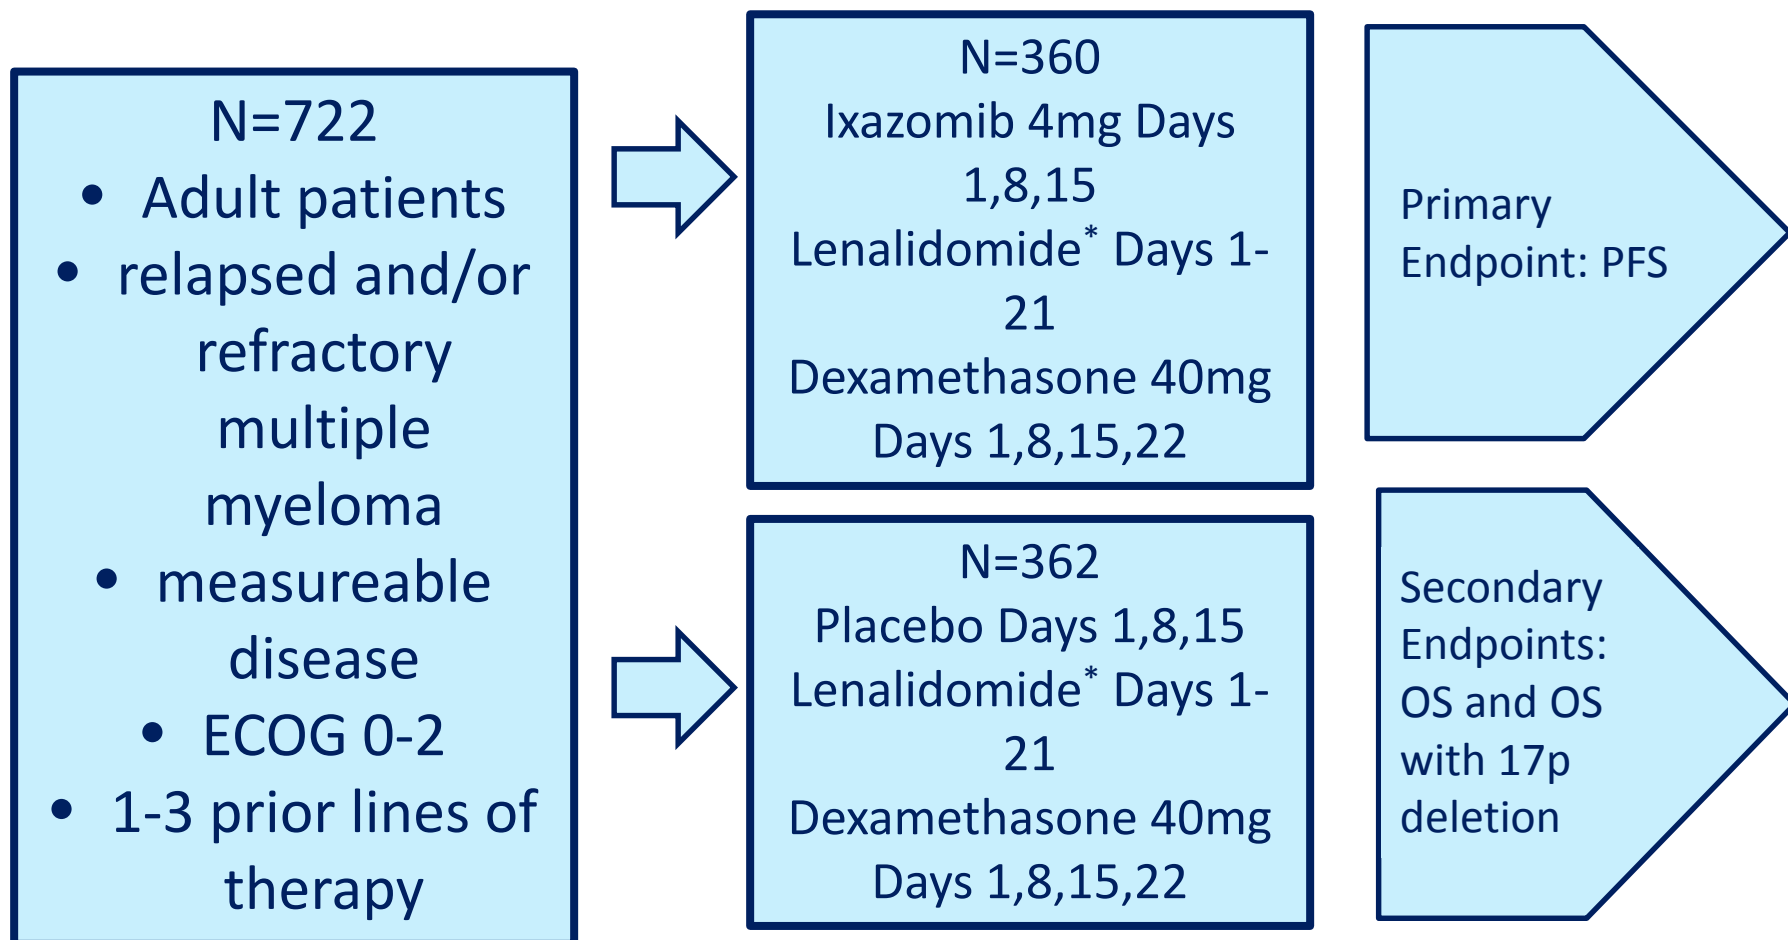 N=722
• Adult patients
• relapsed and/or
refractory
multiple
myeloma
• measureable
disease
• ECOG 0-2
• 1-3 prior lines of
therapy
N=360
Ixazomib 4mg Days
1,8,15
Lenalidomide* Days 1-
21
Dexamethasone 40mg
Days 1,8,15,22
N=362
Placebo Days 1,8,15
Lenalidomide* Days 1-
21
Dexamethasone 40mg
Days 1,8,15,22
Primary
Endpoint: PFS
Secondary
Endpoints:
OS and OS
with 17p
deletion